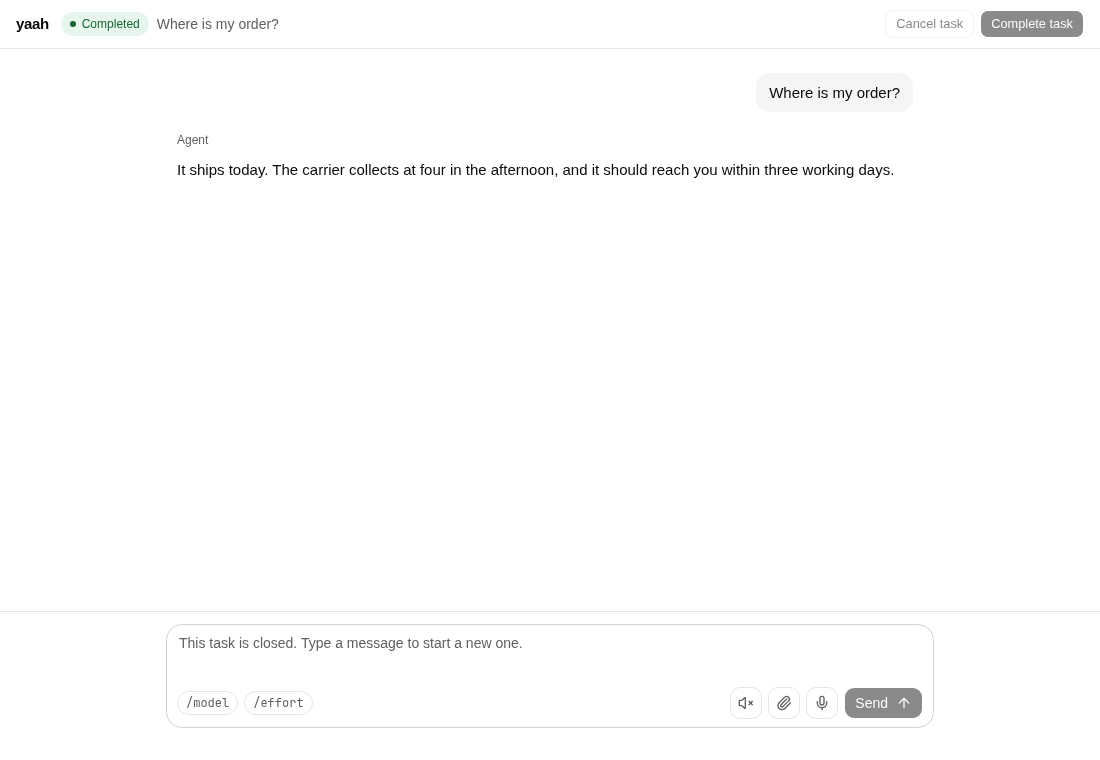 yaah
Completed
Where is my order?
Cancel task
Complete task
Where is my order?
Agent
It ships today. The carrier collects at four in the afternoon, and it should reach you within three working days.
This task is closed. Type a message to start a new one.
/model
/effort
Send